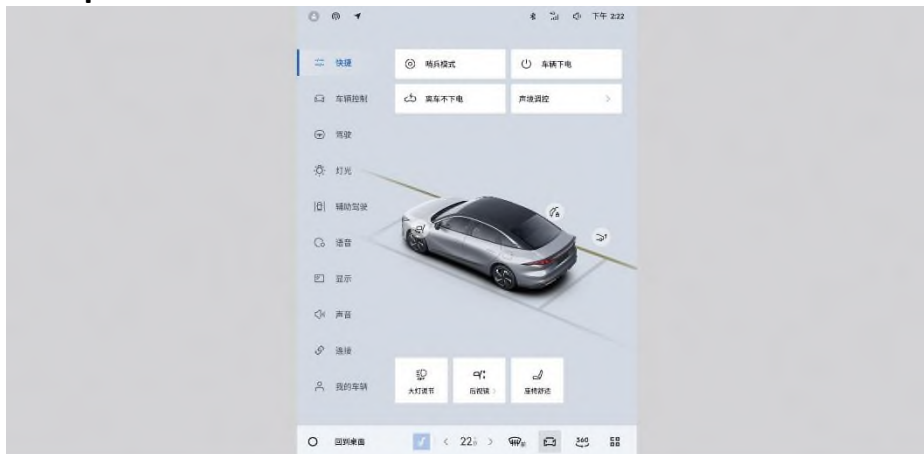 下午 2:22
快捷
哨兵模式
车辆下电
车辆控制
离车不下电
声境调控
驾驶
灯光
辅助驾驶
语音
显示
声音
连接
我的车辆
大灯调节
后视镜
座椅舒适
回到桌面
22
360